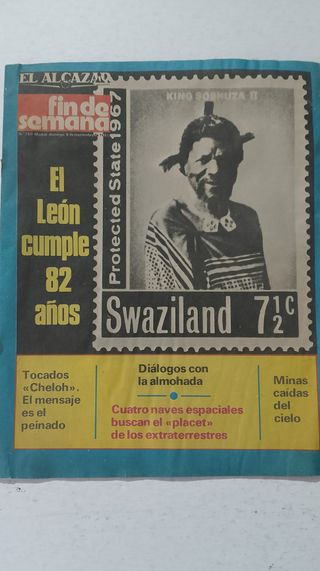 EL ALCAZAR
fin de
semana
KING SOBHUZA II
Protected State 1967
El
León
cumple
82
años
Swaziland 7½c
Tocados
«Cheloh».
El mensaje
es el
peinado
Diálogos con
la almohada
Cuatro naves espaciales
buscan el «placet»
de los extraterrestres
Minas
caídas
del
cielo